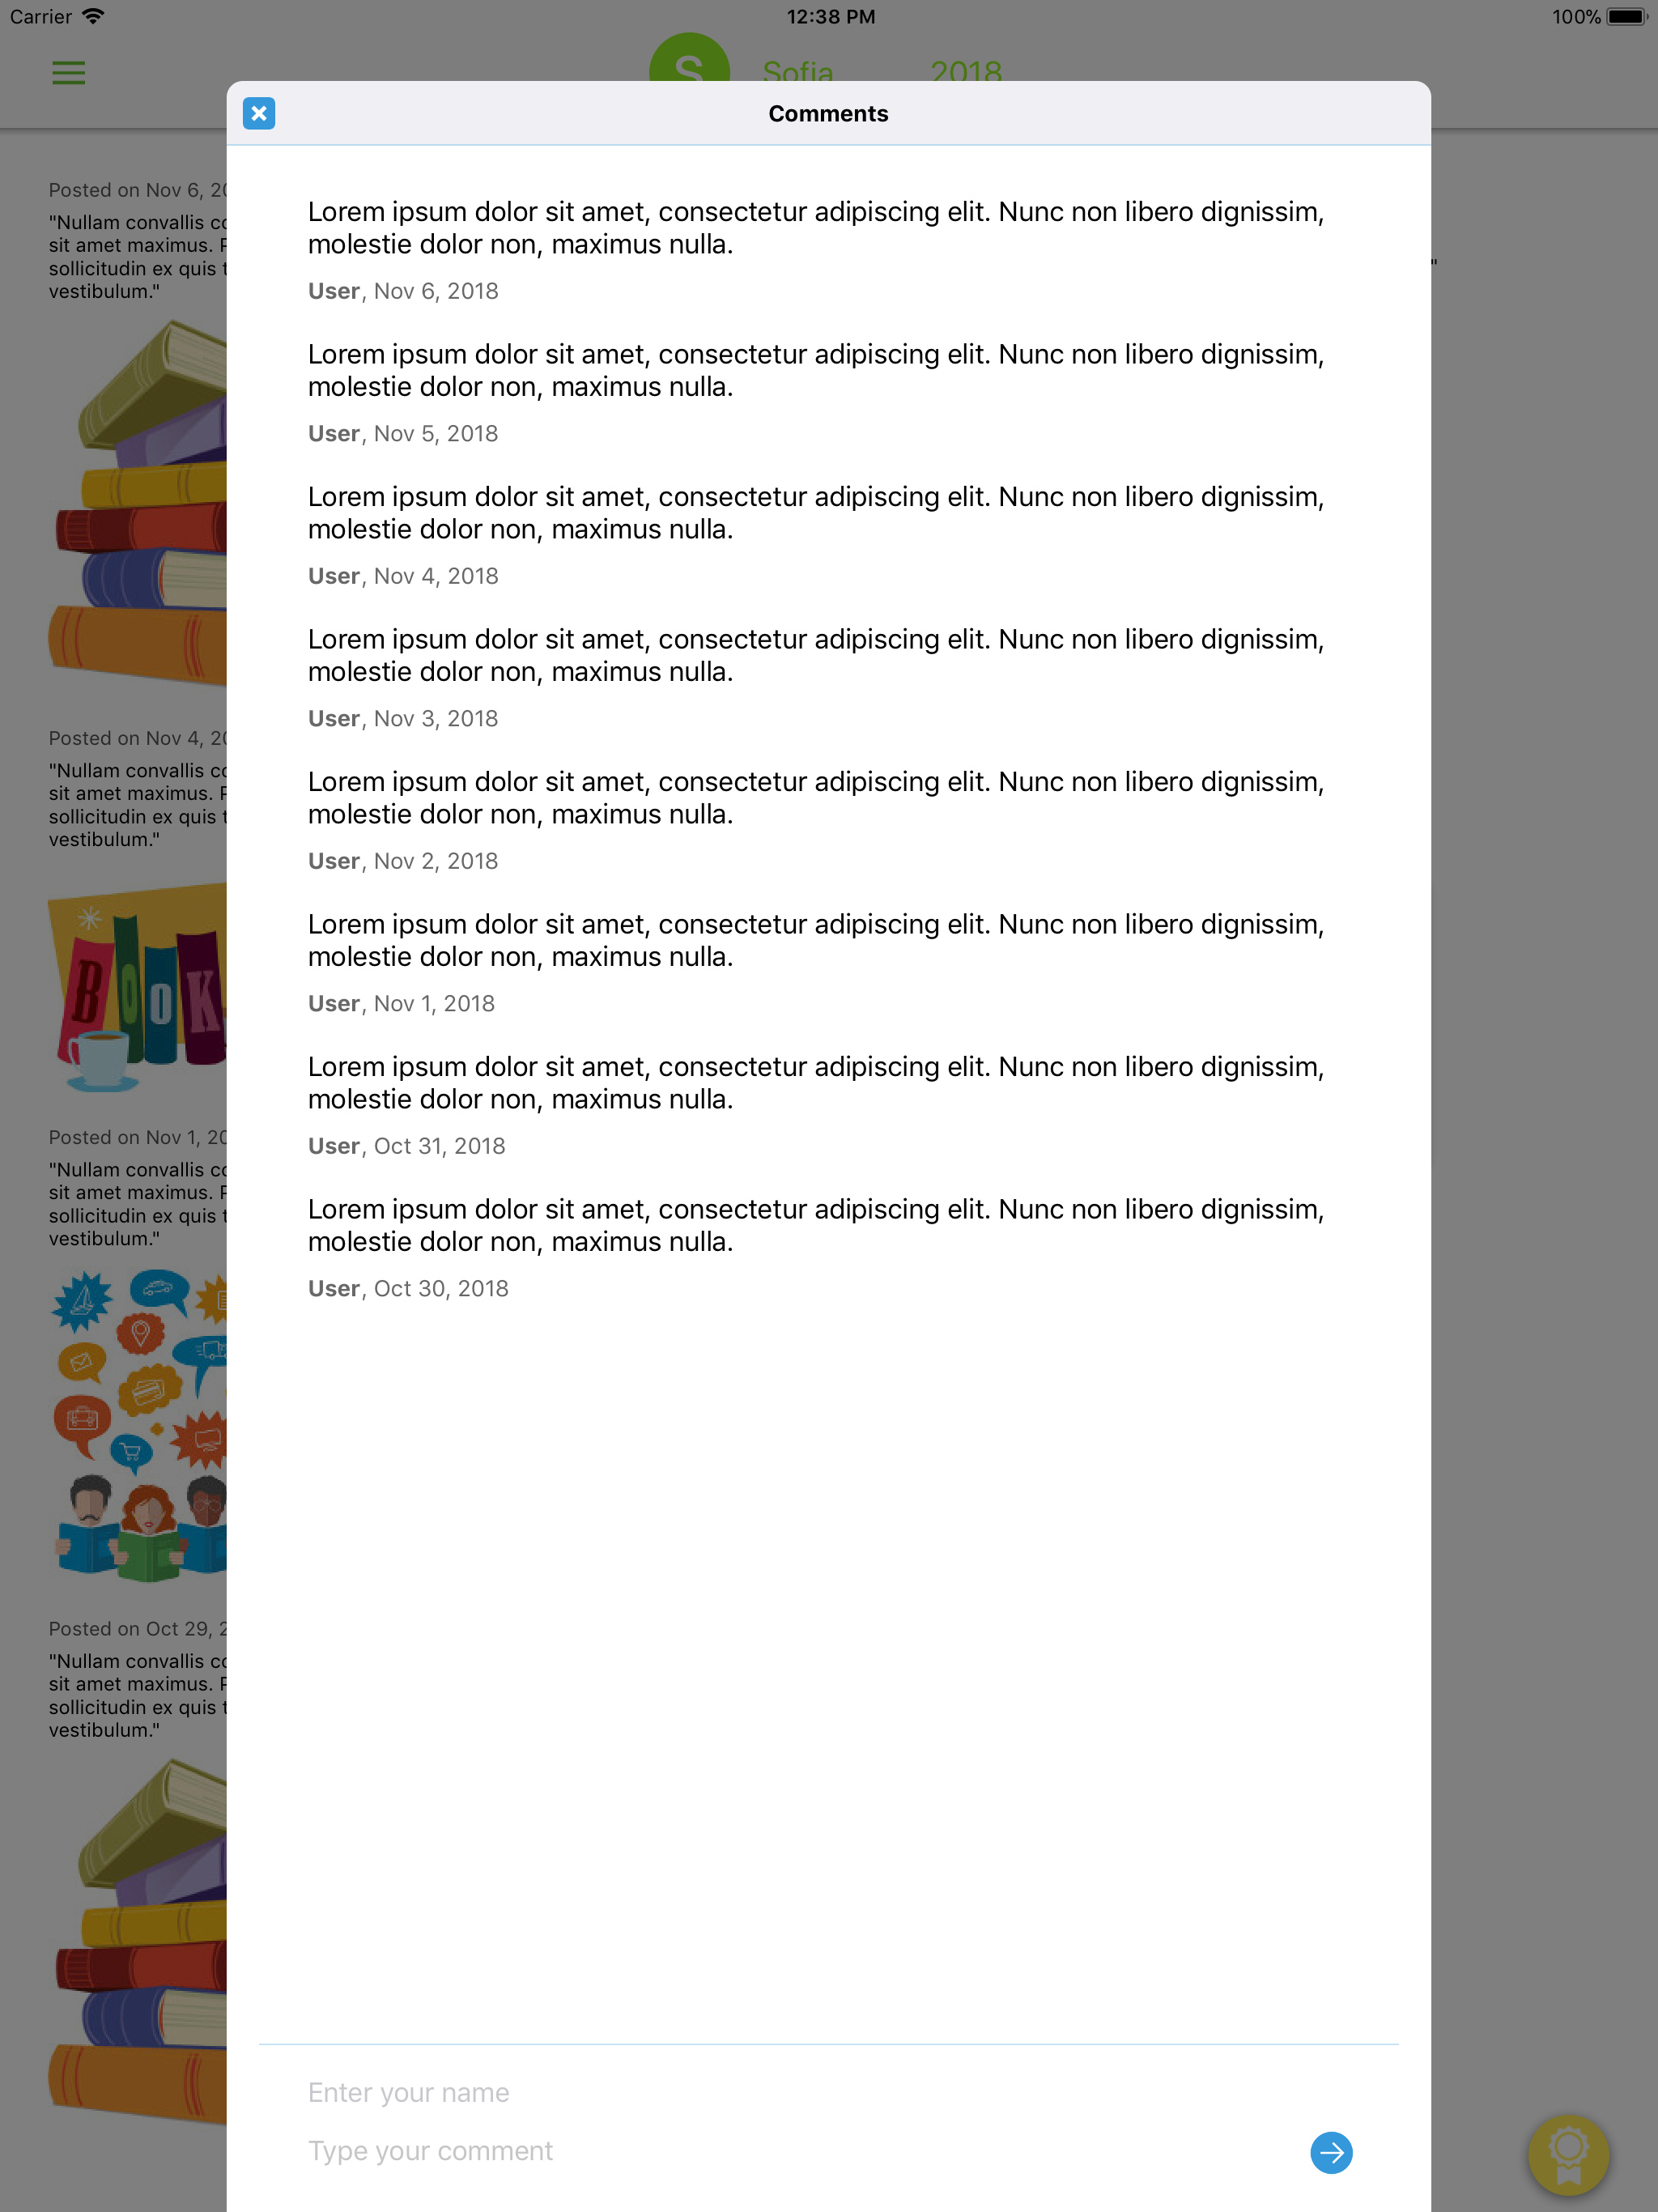 Carrier 12:38 PM 100%
S Sofia 2018
Comments
Lorem ipsum dolor sit amet, consectetur adipiscing elit. Nunc non libero dignissim,
molestie dolor non, maximus nulla.
User, Nov 6, 2018
Lorem ipsum dolor sit amet, consectetur adipiscing elit. Nunc non libero dignissim,
molestie dolor non, maximus nulla.
User, Nov 5, 2018
Lorem ipsum dolor sit amet, consectetur adipiscing elit. Nunc non libero dignissim,
molestie dolor non, maximus nulla.
User, Nov 4, 2018
Lorem ipsum dolor sit amet, consectetur adipiscing elit. Nunc non libero dignissim,
molestie dolor non, maximus nulla.
User, Nov 3, 2018
Lorem ipsum dolor sit amet, consectetur adipiscing elit. Nunc non libero dignissim,
molestie dolor non, maximus nulla.
User, Nov 2, 2018
Lorem ipsum dolor sit amet, consectetur adipiscing elit. Nunc non libero dignissim,
molestie dolor non, maximus nulla.
User, Nov 1, 2018
Lorem ipsum dolor sit amet, consectetur adipiscing elit. Nunc non libero dignissim,
molestie dolor non, maximus nulla.
User, Oct 31, 2018
Lorem ipsum dolor sit amet, consectetur adipiscing elit. Nunc non libero dignissim,
molestie dolor non, maximus nulla.
User, Oct 30, 2018
Enter your name
Type your comment
Posted on Nov 6,
"Nullam convallis
sit amet maximus.
sollicitudin ex quis
vestibulum."
Posted on Nov 4,
"Nullam convallis
sit amet maximus.
sollicitudin ex quis
vestibulum."
BOOK
Posted on Nov 1,
"Nullam convallis
sit amet maximus.
sollicitudin ex quis
vestibulum."
Posted on Oct 29,
"Nullam convallis
sit amet maximus.
sollicitudin ex quis
vestibulum."